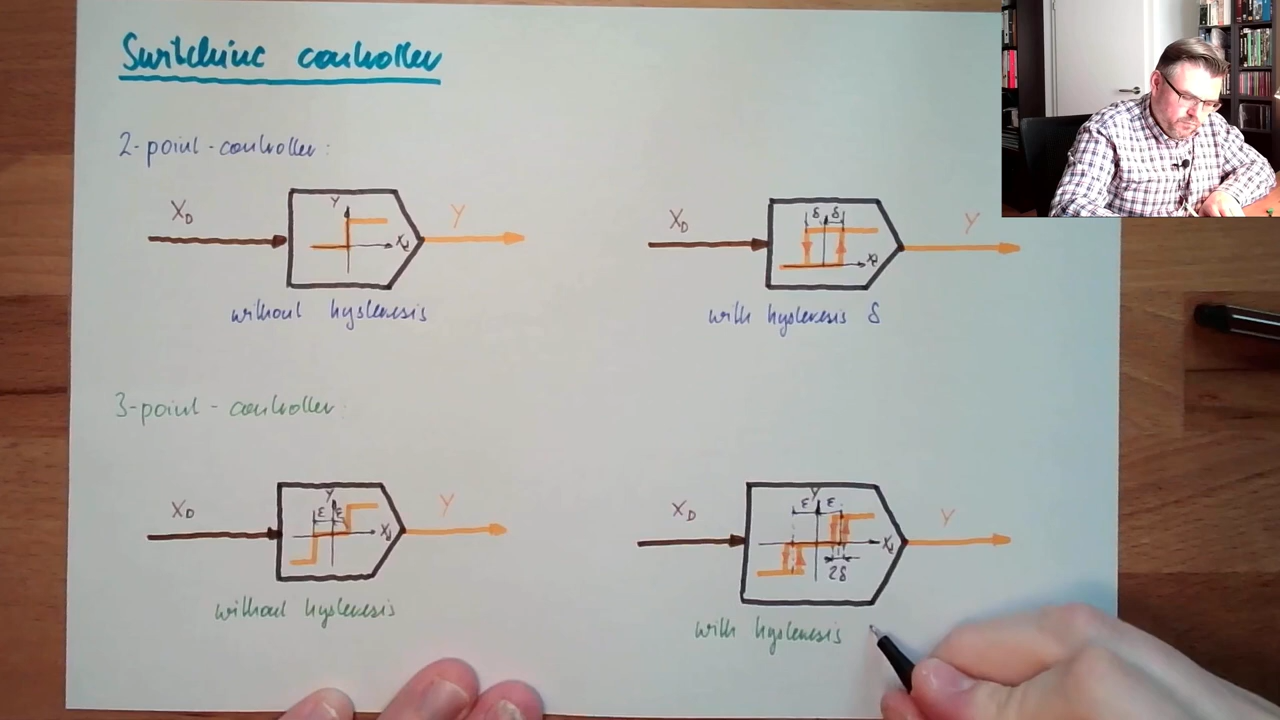 Switching controller
2-point-controller:
X_D
Y
X_d
Y
without hysteresis
X_D
δ δ
X_d
Y
with hysteresis δ
3-point-controller:
X_D
Y
ε ε
X_d
Y
without hysteresis
X_D
Y
ε ε
X_d
2δ
Y
with hysteresis